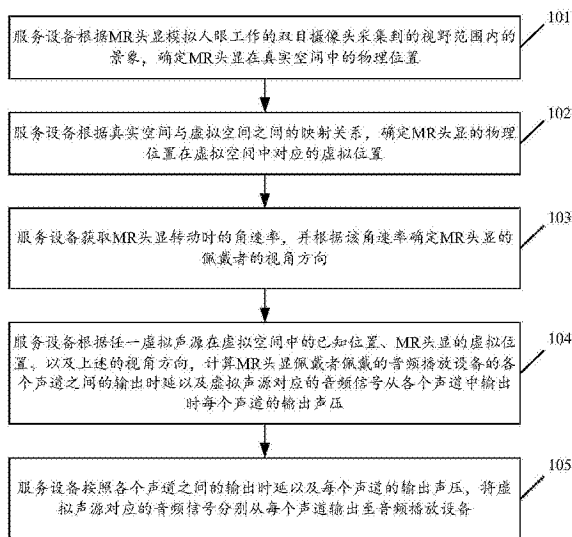 101
服务设备根据MR头显模拟人眼工作的双目摄像头采集到的视野范围内的
景象，确定MR头显在真实空间中的物理位置
102
服务设备根据真实空间与虚拟空间之间的映射关系，确定MR头显的物理
位置在虚拟空间中对应的虚拟位置
103
服务设备获取MR头显转动时的角速率，并根据该角速率确定MR头显的
佩戴者的视角方向
104
服务设备根据任一虚拟声源在虚拟空间中的已知位置、MR头显的虚拟位
置、以及上述的视角方向，计算MR头显佩戴者佩戴的音频播放设备的各
个声道之间的输出时延以及虚拟声源对应的音频信号从各个声道中输出
时每个声道的输出声压
105
服务设备按照各个声道之间的输出时延以及每个声道的输出声压，将虚
拟声源对应的音频信号分别从每个声道输出至音频播放设备